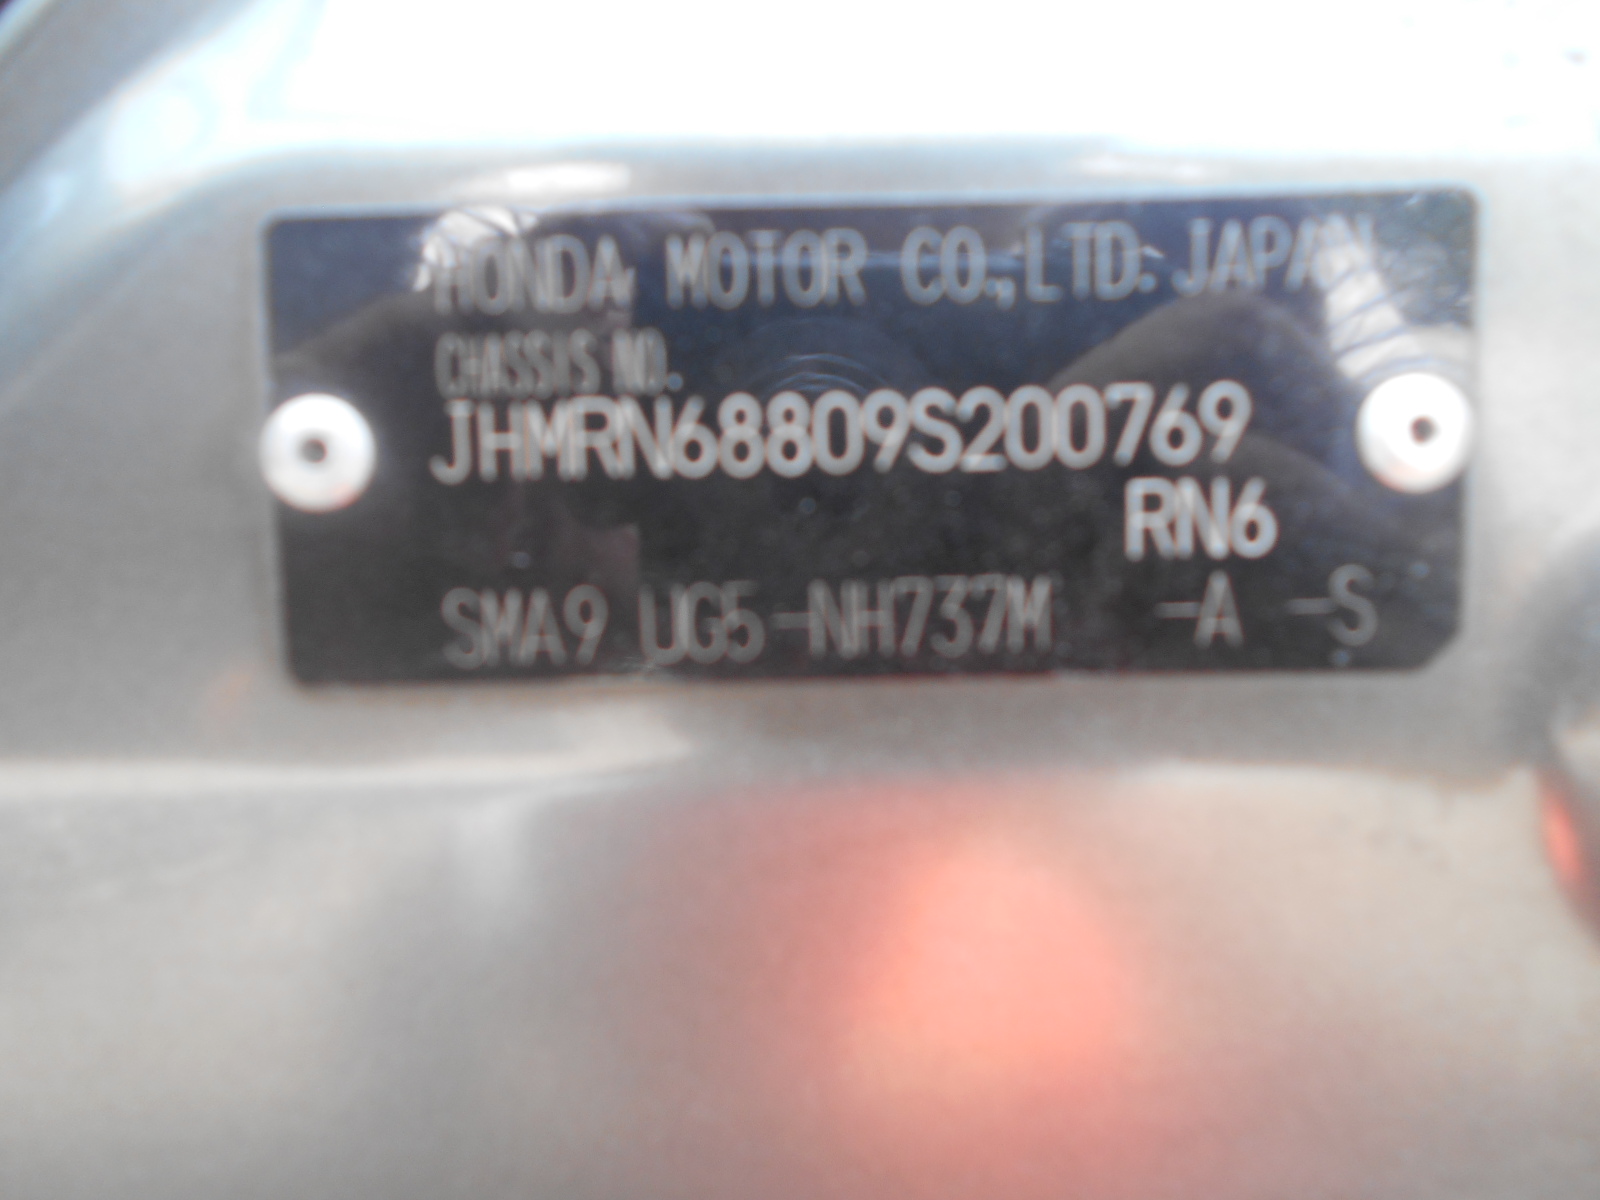 HONDA MOTOR CO.,LTD. JAPAN
CHASSIS NO.
JHMRN68809S200769
RN6
SMA9 UG5-NH737M -A -S